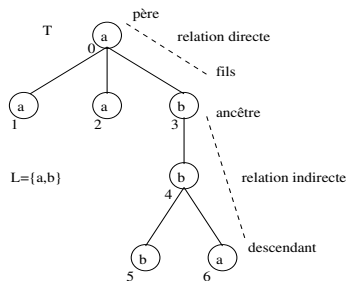 père
T
a
0
relation directe
fils
a
a
b
ancêtre
1
2
3
L={a,b}
b
relation indirecte
4
descendant
b
a
5
6